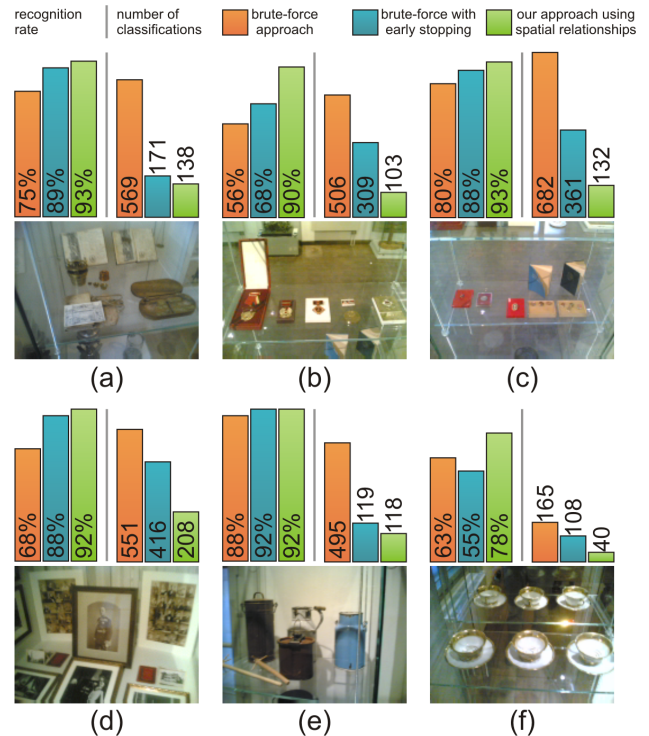 recognition
rate
number of
classifications
brute-force
approach
brute-force with
early stopping
our approach using
spatial relationships
75%
89%
93%
569
171
138
56%
68%
90%
506
309
103
80%
88%
93%
682
361
132
(a)
(b)
(c)
68%
88%
92%
551
416
208
88%
92%
92%
495
119
118
63%
55%
78%
165
108
40
(d)
(e)
(f)